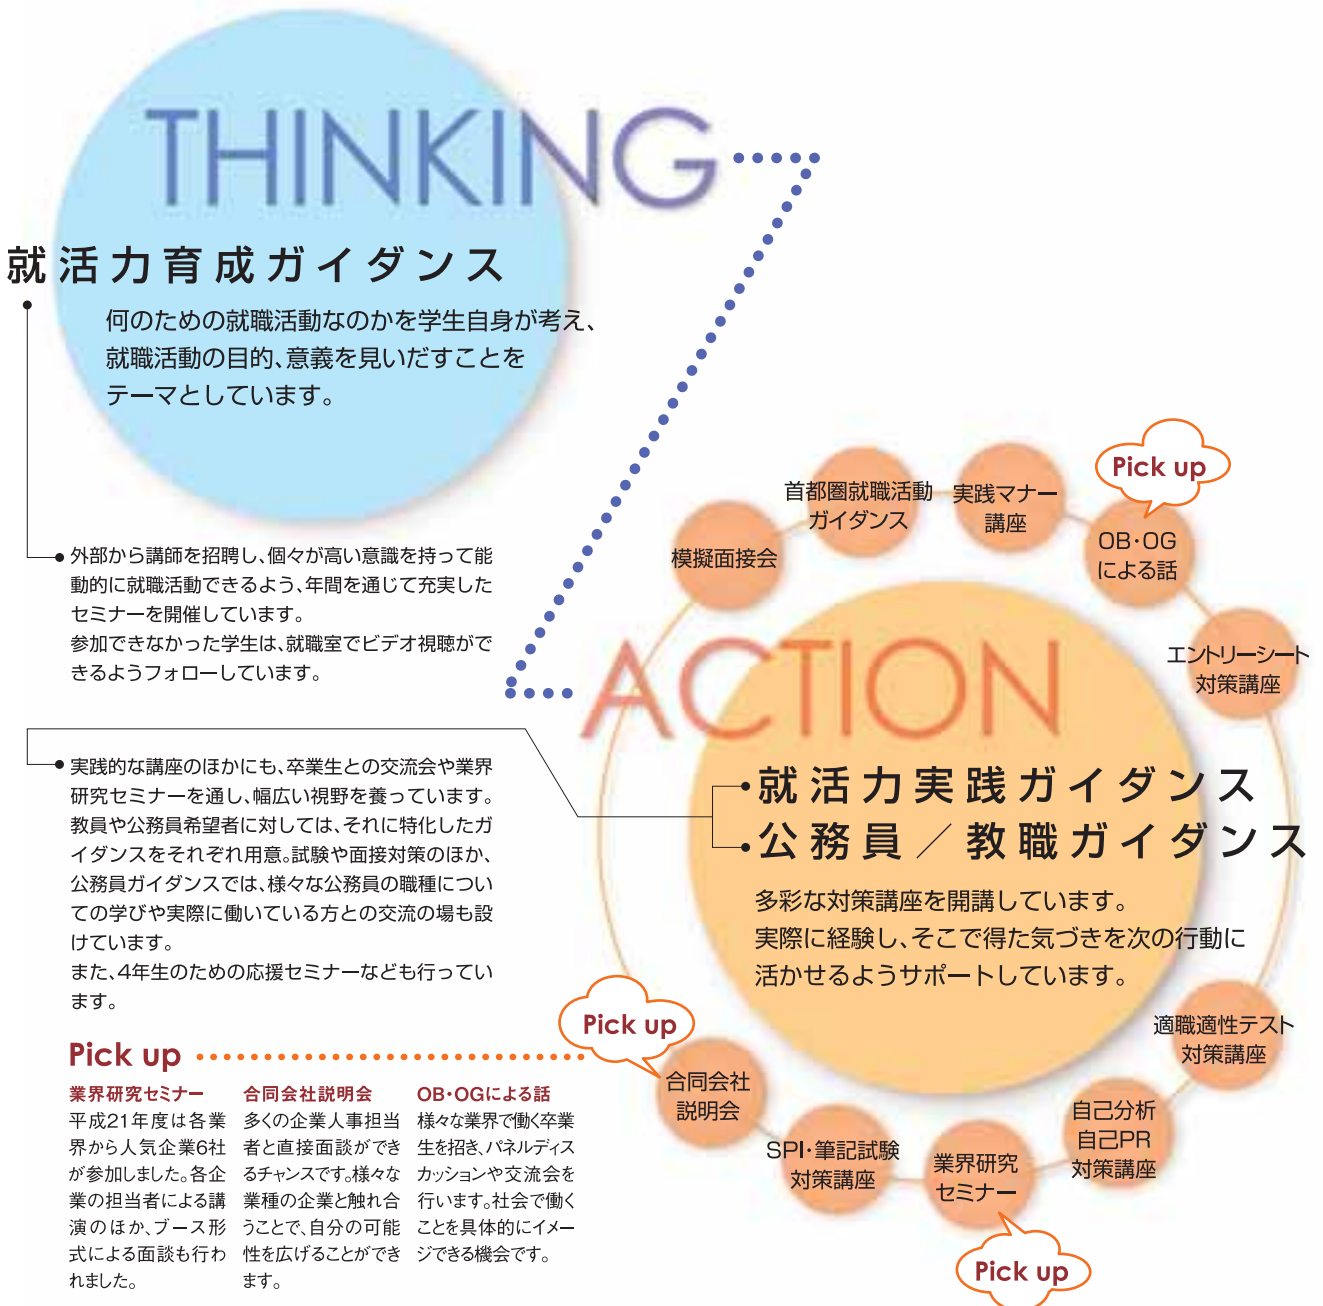 THINKING
就活力育成ガイダンス
何のための就職活動なのかを学生自身が考え、
就職活動の目的、意義を見いだすことを
テーマとしています。
外部から講師を招聘し、個々が高い意識を持って能
動的に就職活動できるよう、年間を通じて充実した
セミナーを開催しています。
参加できなかった学生は、就職室でビデオ視聴がで
きるようフォローしています。
ACTION
就活力実践ガイダンス
公務員／教職ガイダンス
多彩な対策講座を開講しています。
実際に経験し、そこで得た気づきを次の行動に
活かせるようサポートしています。
実践的な講座のほかにも、卒業生との交流会や業界
研究セミナーを通し、幅広い視野を養っています。
教員や公務員希望者に対しては、それに特化したガ
イダンスをそれぞれ用意。試験や面接対策のほか、
公務員ガイダンスでは、様々な公務員の職種につい
ての学びや実際に働いている方との交流の場も設
けています。
また、4年生のための応援セミナーなども行ってい
ます。
模擬面接会
首都圏就職活動
ガイダンス
実践マナー
講座
Pick up
OB・OG
による話
エントリーシート
対策講座
適職適性テスト
対策講座
自己分析
自己PR
対策講座
業界研究
セミナー
Pick up
SPI・筆記試験
対策講座
合同会社
説明会
Pick up
Pick up
業界研究セミナー
平成21年度は各業
界から人気企業6社
が参加しました。各企
業の担当者による講
演のほか、ブース形
式による面談も行わ
れました。
合同会社説明会
多くの企業人事担当
者と直接面談ができ
るチャンスです。様々な
業種の企業と触れ合
うことで、自分の可能
性を広げることができ
ます。
OB・OGによる話
様々な業界で働く卒業
生を招き、パネルディス
カッションや交流会を
行います。社会で働く
ことを具体的にイメー
ジできる機会です。